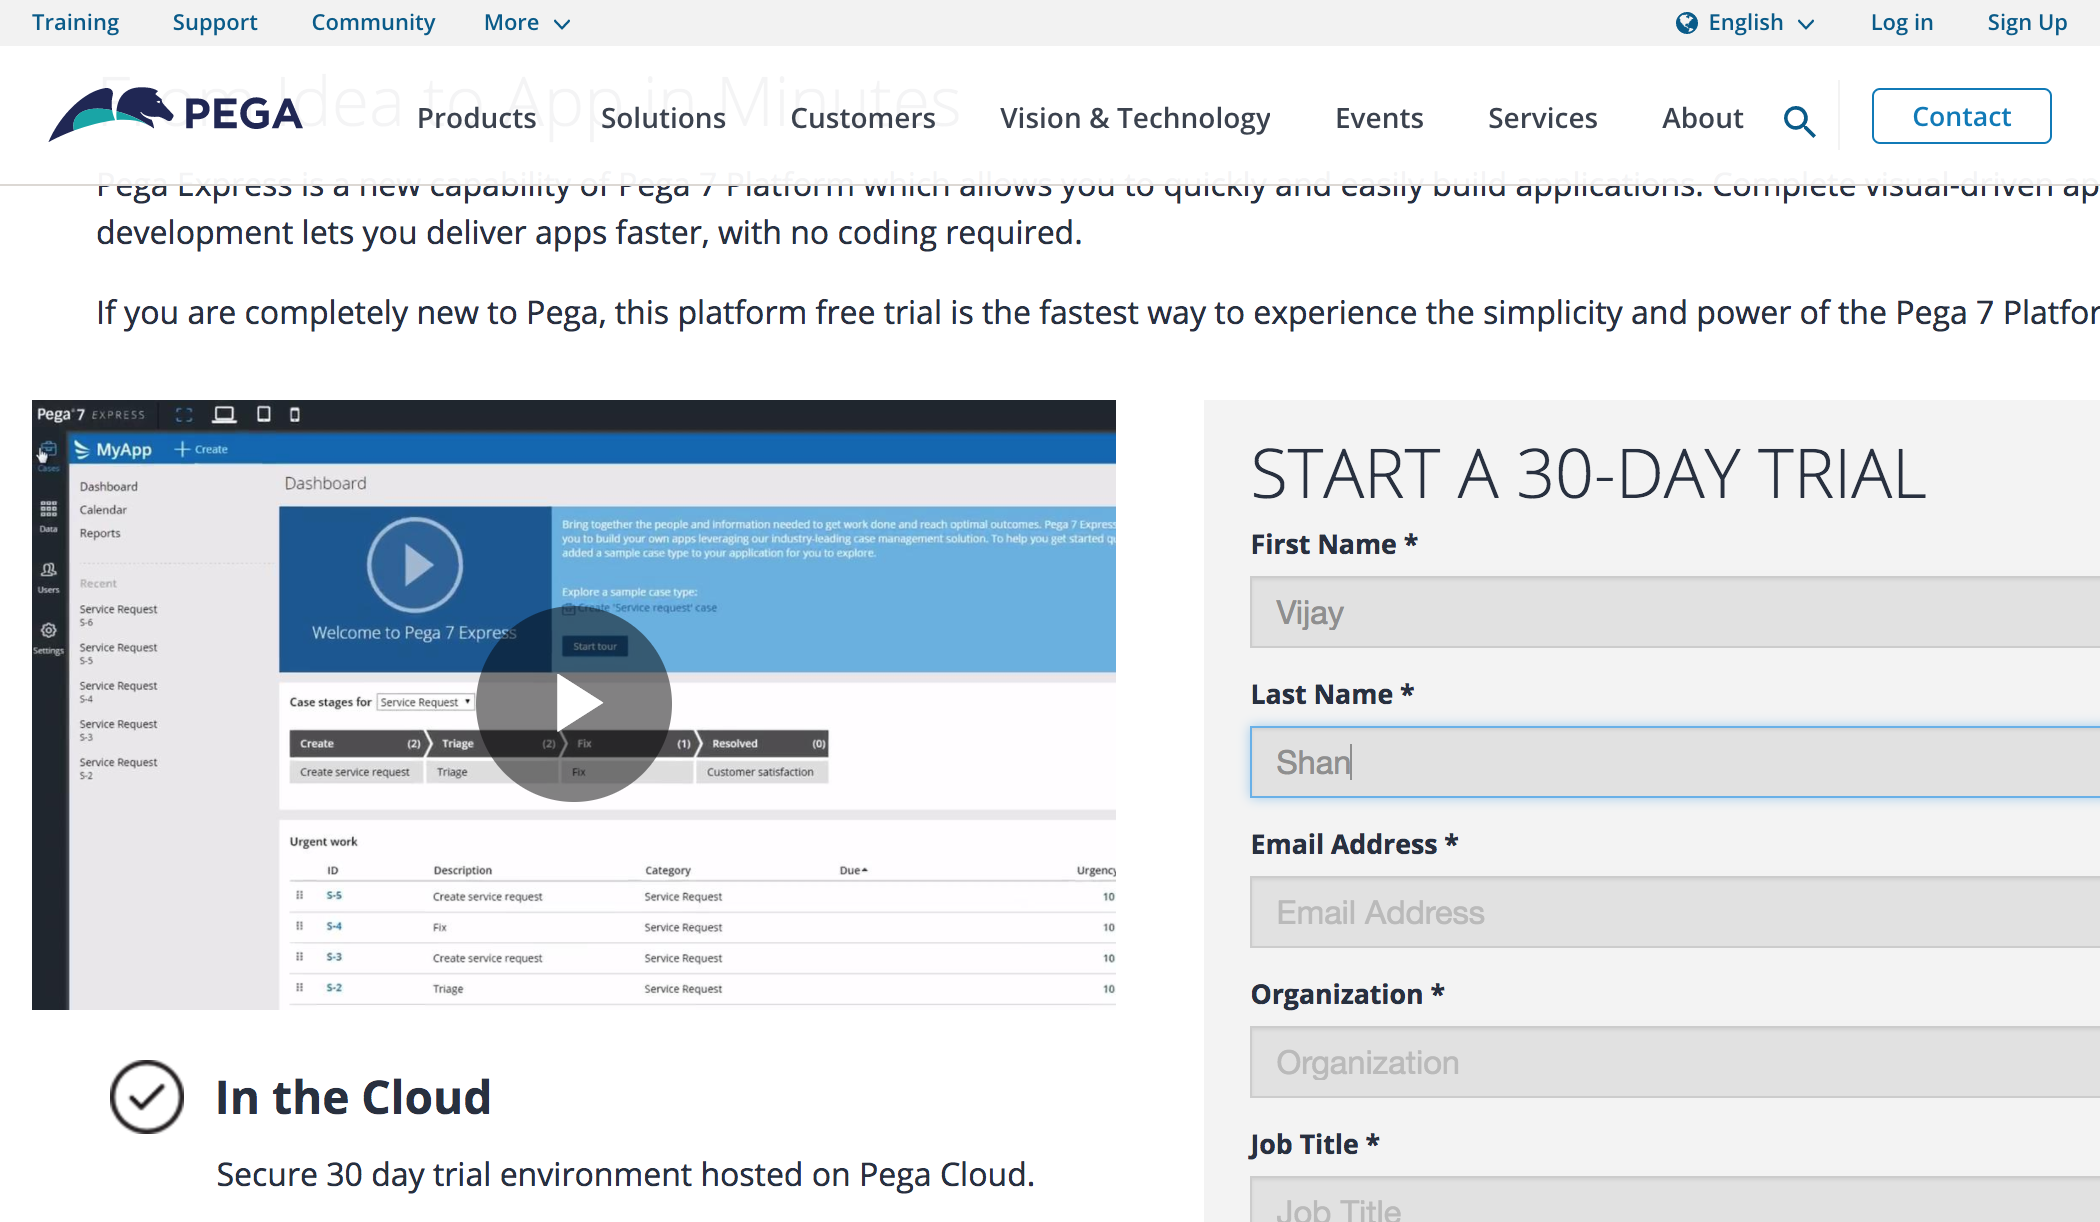 Training Support Community More English Log in Sign Up
From Idea to App in Minutes
PEGA Products Solutions Customers Vision & Technology Events Services About Contact
Pega Express is a new capability of Pega 7 Platform which allows you to quickly and easily build applications. Complete visual-driven ap
development lets you deliver apps faster, with no coding required.
If you are completely new to Pega, this platform free trial is the fastest way to experience the simplicity and power of the Pega 7 Platfor
Pega 7 EXPRESS
MyApp Create
Cases
Data
Users
Settings
Dashboard
Calendar
Reports
Recent
Service Request
S-6
Service Request
S-5
Service Request
S-4
Service Request
S-3
Service Request
S-2
Dashboard
Welcome to Pega 7 Express
Bring together the people and information needed to get work done and reach optimal outcomes. Pega 7 Express
you to build your own apps leveraging our industry-leading case management solution. To help you get started qu
added a sample case type to your application for you to explore.
Explore a sample case type:
Create 'Service request' case
Start tour
Case stages for Service Request
Create (2) Triage (2) Fix (1) Resolved (0)
Create service request Triage Fix Customer satisfaction
Urgent work
ID Description Category Due Urgency
S-5 Create service request Service Request 10
S-4 Fix Service Request 10
S-3 Create service request Service Request 10
S-2 Triage Service Request 10
In the Cloud
Secure 30 day trial environment hosted on Pega Cloud.
START A 30-DAY TRIAL
First Name *
Vijay
Last Name *
Shan
Email Address *
Email Address
Organization *
Organization
Job Title *
Job Title